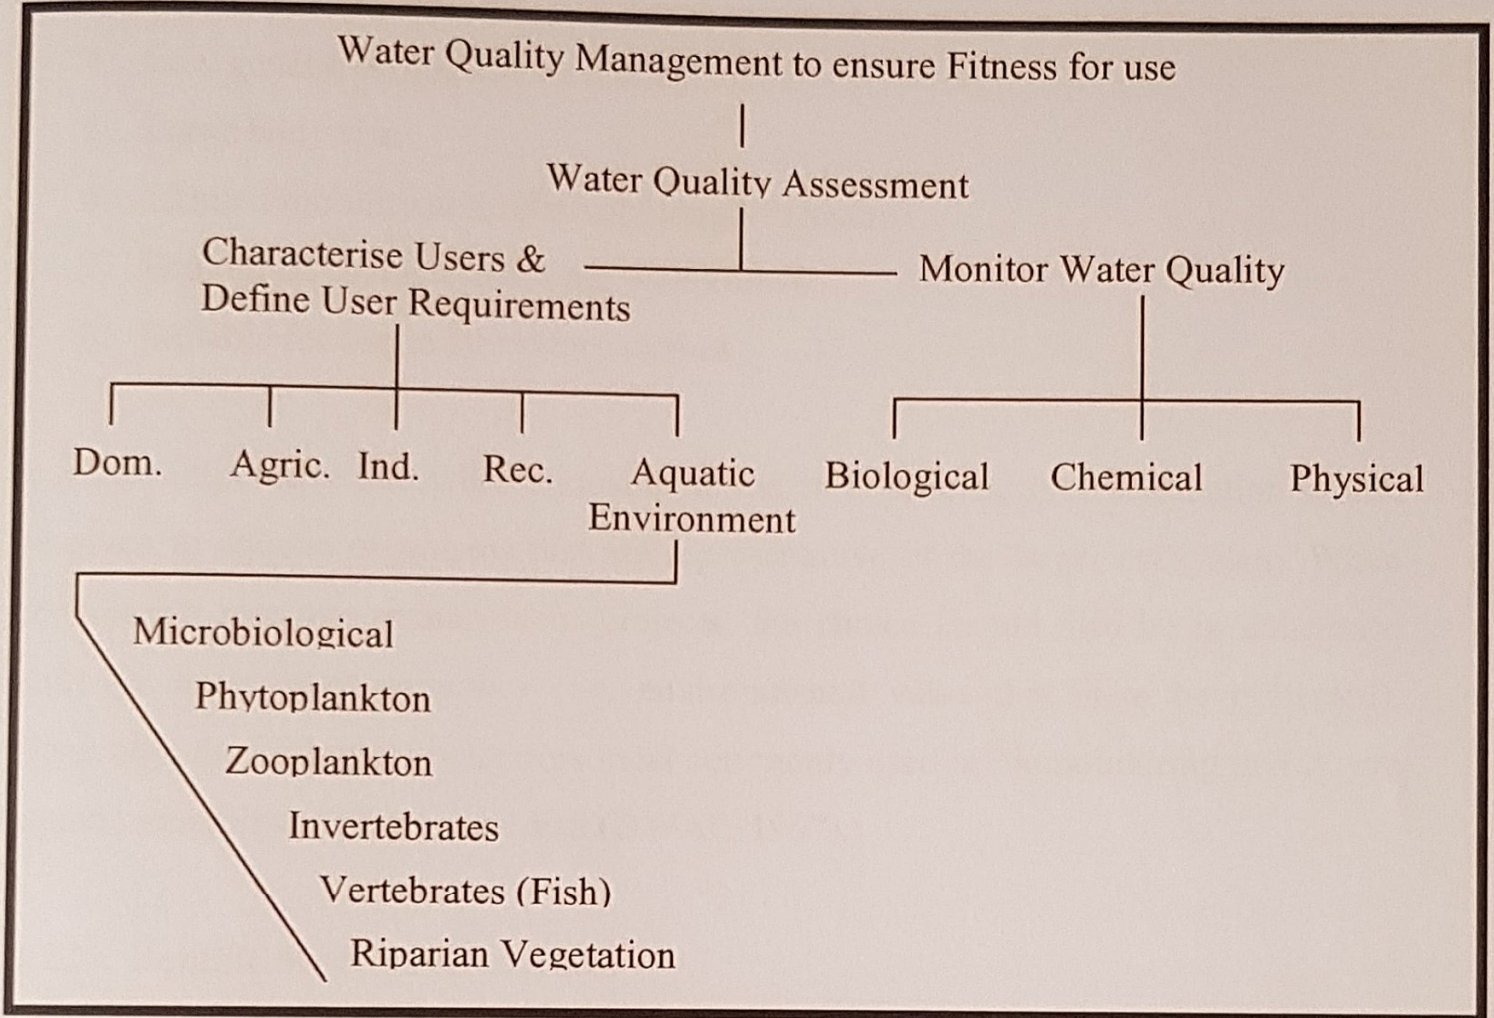 Water Quality Management to ensure Fitness for use
Water Quality Assessment
Characterise Users &
Define User Requirements
Monitor Water Quality
Dom.
Agric.
Ind.
Rec.
Aquatic
Environment
Biological
Chemical
Physical
Microbiological
Phytoplankton
Zooplankton
Invertebrates
Vertebrates (Fish)
Riparian Vegetation